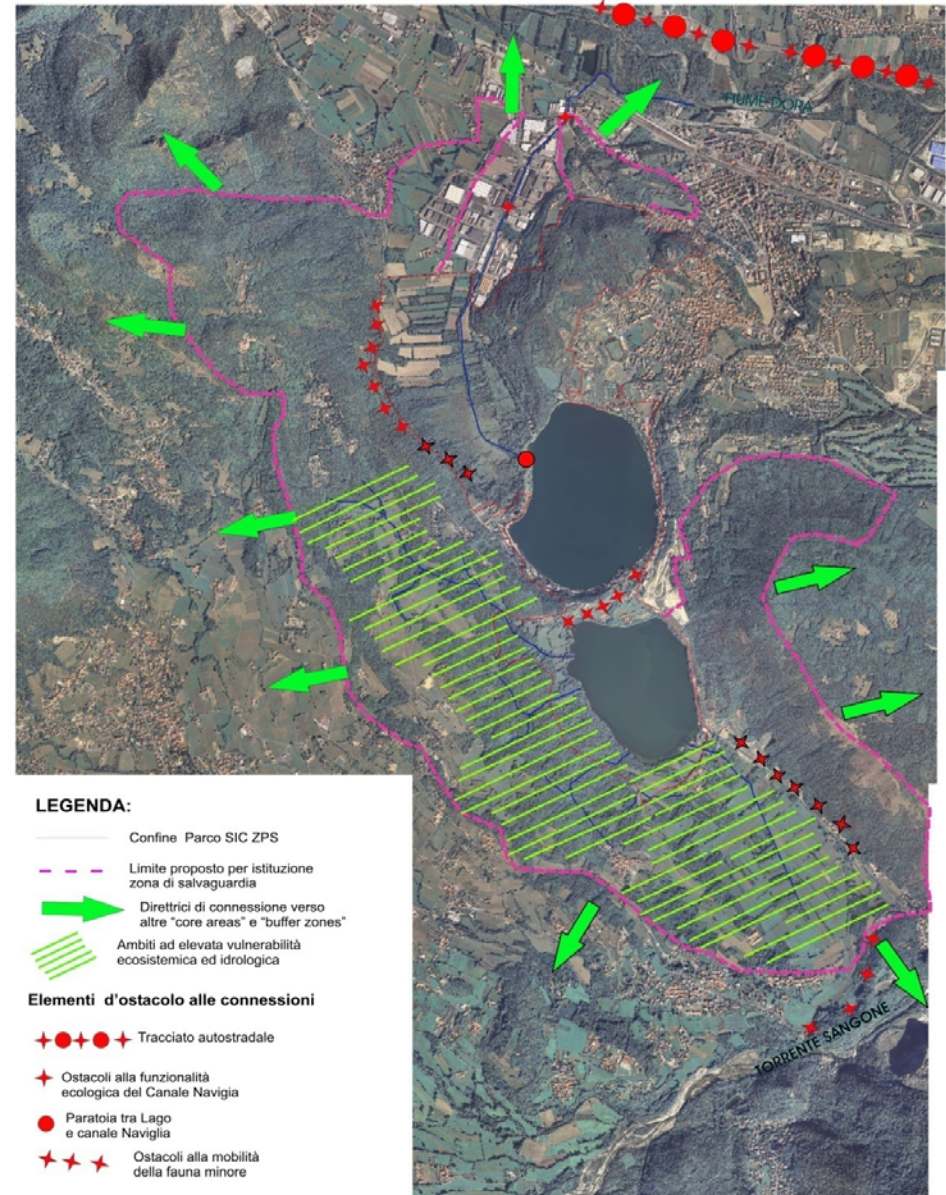 FIUME DORA
TORRENTE SANGONE
LEGENDA:
Confine Parco SIC ZPS
Limite proposto per istituzione
zona di salvaguardia
Direttrici di connessione verso
altre "core areas" e "buffer zones"
Ambiti ad elevata vulnerabilità
ecosistemica ed idrologica
Elementi d'ostacolo alle connessioni
Tracciato autostradale
Ostacoli alla funzionalità
ecologica del Canale Navigia
Paratoia tra Lago
e canale Naviglia
Ostacoli alla mobilità
della fauna minore